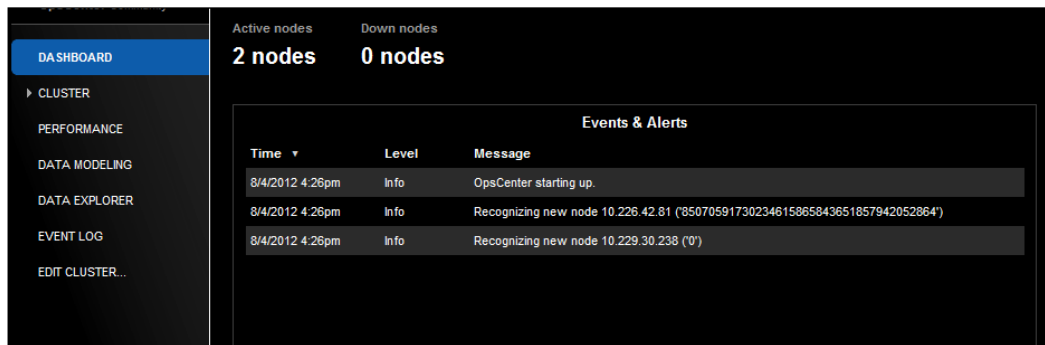 OpsCenter Community
DASHBOARD
CLUSTER
PERFORMANCE
DATA MODELING
DATA EXPLORER
EVENT LOG
EDIT CLUSTER...
Active nodes Down nodes
2 nodes 0 nodes
Events & Alerts
Time Level Message
8/4/2012 4:26pm Info OpsCenter starting up.
8/4/2012 4:26pm Info Recognizing new node 10.226.42.81 ('85070591730234615865843651857942052864')
8/4/2012 4:26pm Info Recognizing new node 10.229.30.238 ('0')